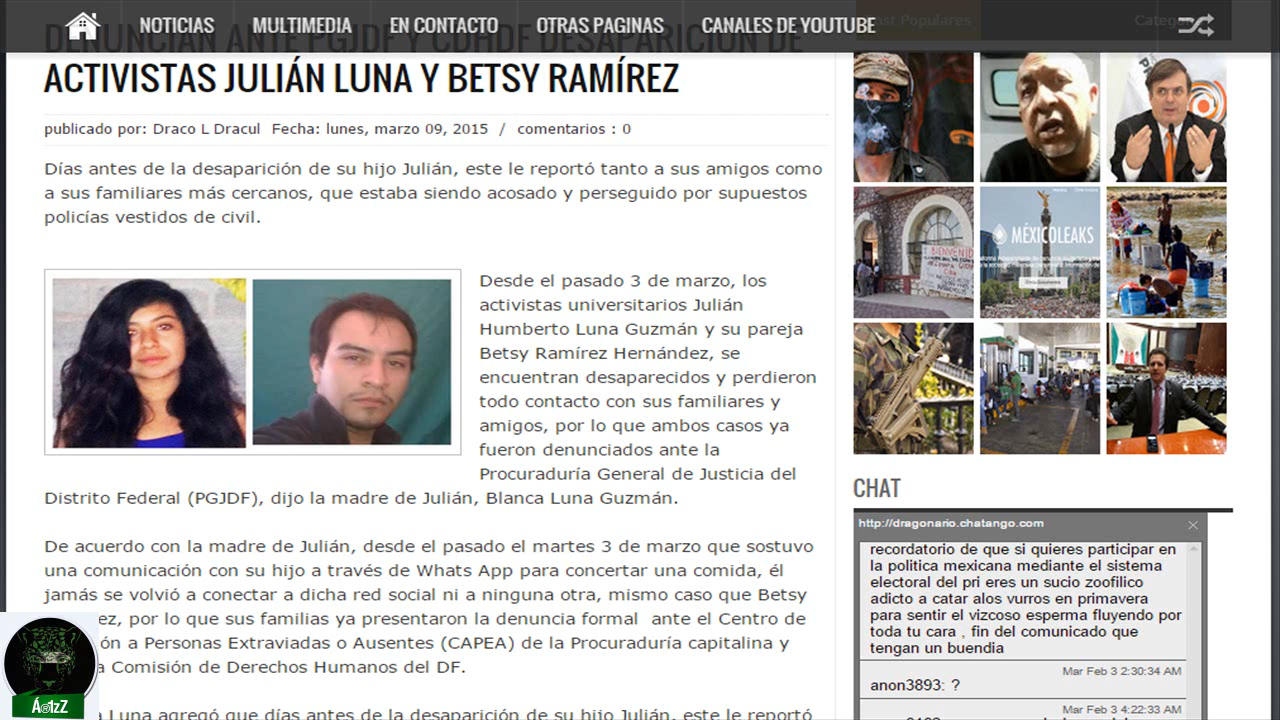 NOTICIAS
MULTIMEDIA
EN CONTACTO
OTRAS PAGINAS
CANALES DE YOUTUBE
Populares
DENUNCIAN ANTE PGJDF Y CDHDF DESAPARICIÓN DE
ACTIVISTAS JULIÁN LUNA Y BETSY RAMÍREZ
publicado por: Draco L Dracul Fecha: lunes, marzo 09, 2015 / comentarios : 0
Días antes de la desaparición de su hijo Julián, este le reportó tanto a sus amigos como
a sus familiares más cercanos, que estaba siendo acosado y perseguido por supuestos
policías vestidos de civil.
Desde el pasado 3 de marzo, los
activistas universitarios Julián
Humberto Luna Guzmán y su pareja
Betsy Ramírez Hernández, se
encuentran desaparecidos y perdieron
todo contacto con sus familiares y
amigos, por lo que ambos casos ya
fueron denunciados ante la
Procuraduría General de Justicia del
Distrito Federal (PGJDF), dijo la madre de Julián, Blanca Luna Guzmán.
De acuerdo con la madre de Julián, desde el pasado el martes 3 de marzo que sostuvo
una comunicación con su hijo a través de Whats App para concertar una comida, él
jamás se volvió a conectar a dicha red social ni a ninguna otra, mismo caso que Betsy
ez, por lo que sus familias ya presentaron la denuncia formal ante el Centro de
ón a Personas Extraviadas o Ausentes (CAPEA) de la Procuraduría capitalina y
a Comisión de Derechos Humanos del DF.
Luna agregó que días antes de la desaparición de su hijo Julián, este le reportó
MÉXICOLEAKS
CHAT
http://dragonario.chatango.com
recordatorio de que si quieres participar en
la politica mexicana mediante el sistema
electoral del pri eres un sucio zoofilico
adicto a catar alos vurros en primavera
para sentir el vizcoso esperma fluyendo por
toda tu cara , fin del comunicado que
tengan un buendia
Mar Feb 3 2:30:34 AM
anon3893: ?
Mar Feb 3 4:22:33 AM